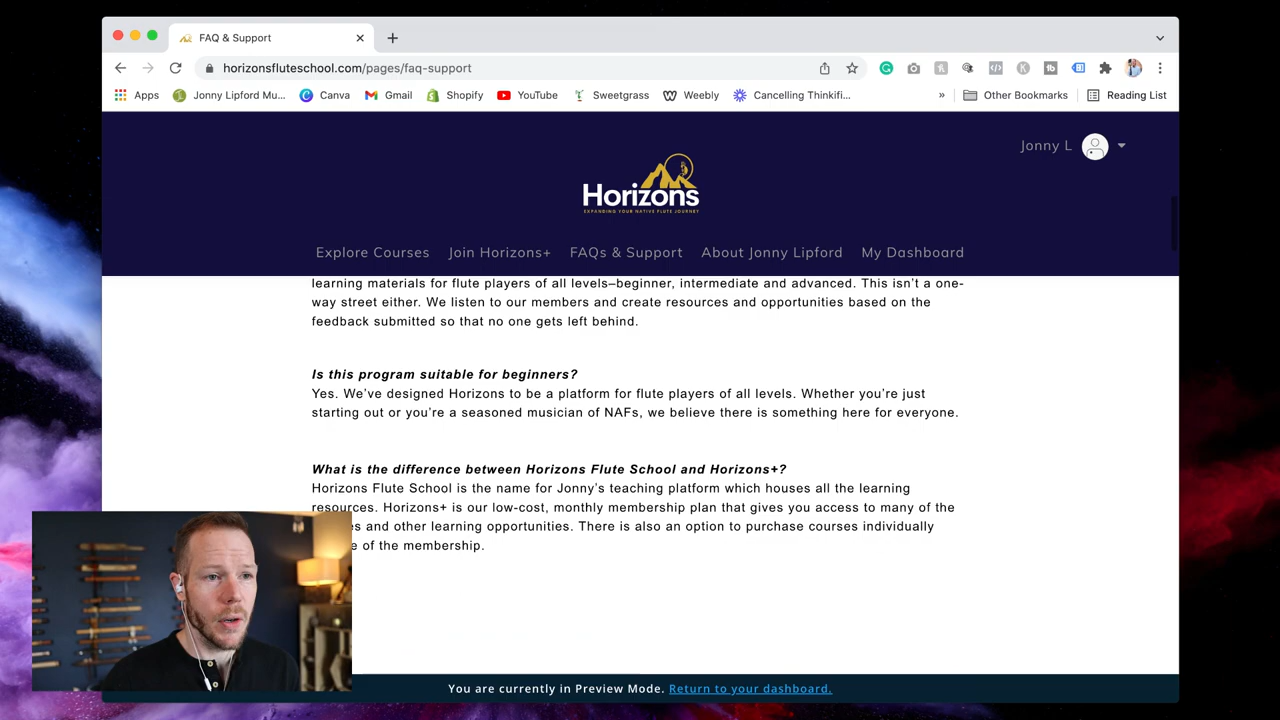 FAQ & Support
horizonsfluteschool.com/pages/faq-support
Apps
Jonny Lipford Mu...
Canva
Gmail
Shopify
YouTube
Sweetgrass
Weebly
Cancelling Thinkifi...
»
Other Bookmarks
Reading List
Jonny L
Horizons
EXPANDING YOUR NATIVE FLUTE JOURNEY
Explore Courses
Join Horizons+
FAQs & Support
About Jonny Lipford
My Dashboard
learning materials for flute players of all levels–beginner, intermediate and advanced. This isn't a one-
way street either. We listen to our members and create resources and opportunities based on the
feedback submitted so that no one gets left behind.
Is this program suitable for beginners?
Yes. We've designed Horizons to be a platform for flute players of all levels. Whether you're just
starting out or you're a seasoned musician of NAFs, we believe there is something here for everyone.
What is the difference between Horizons Flute School and Horizons+?
Horizons Flute School is the name for Jonny's teaching platform which houses all the learning
resources. Horizons+ is our low-cost, monthly membership plan that gives you access to many of the
and other learning opportunities. There is also an option to purchase courses individually
of the membership.
You are currently in Preview Mode. Return to your dashboard.